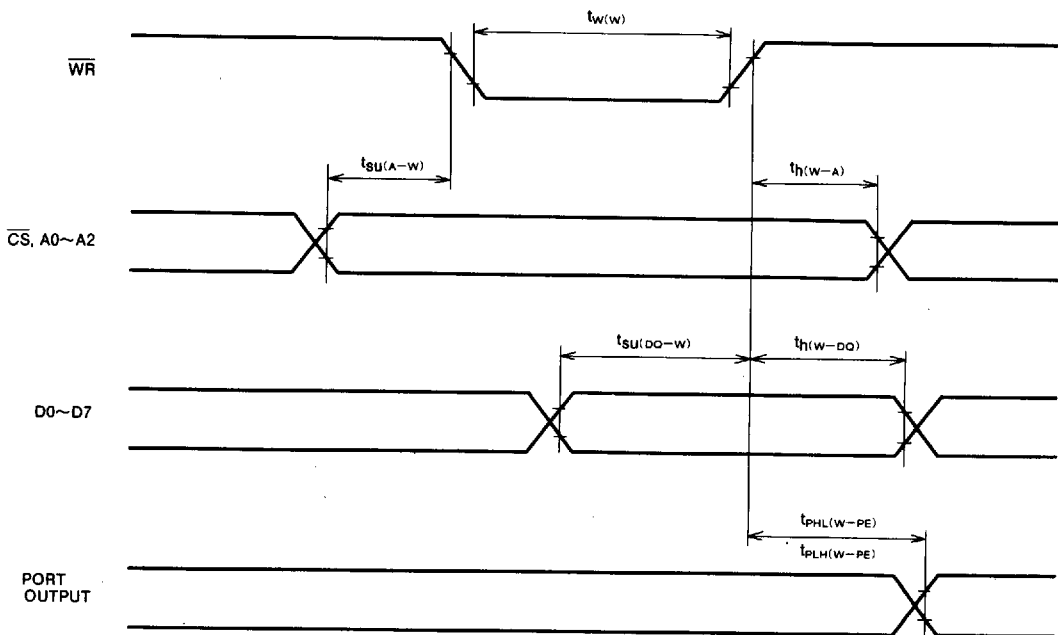 tW(W)
WR
tSU(A-W)
th(W-A)
CS, A0~A2
tSU(DQ-W)
th(W-DQ)
D0~D7
tPHL(W-PE)
tPLH(W-PE)
PORT
OUTPUT